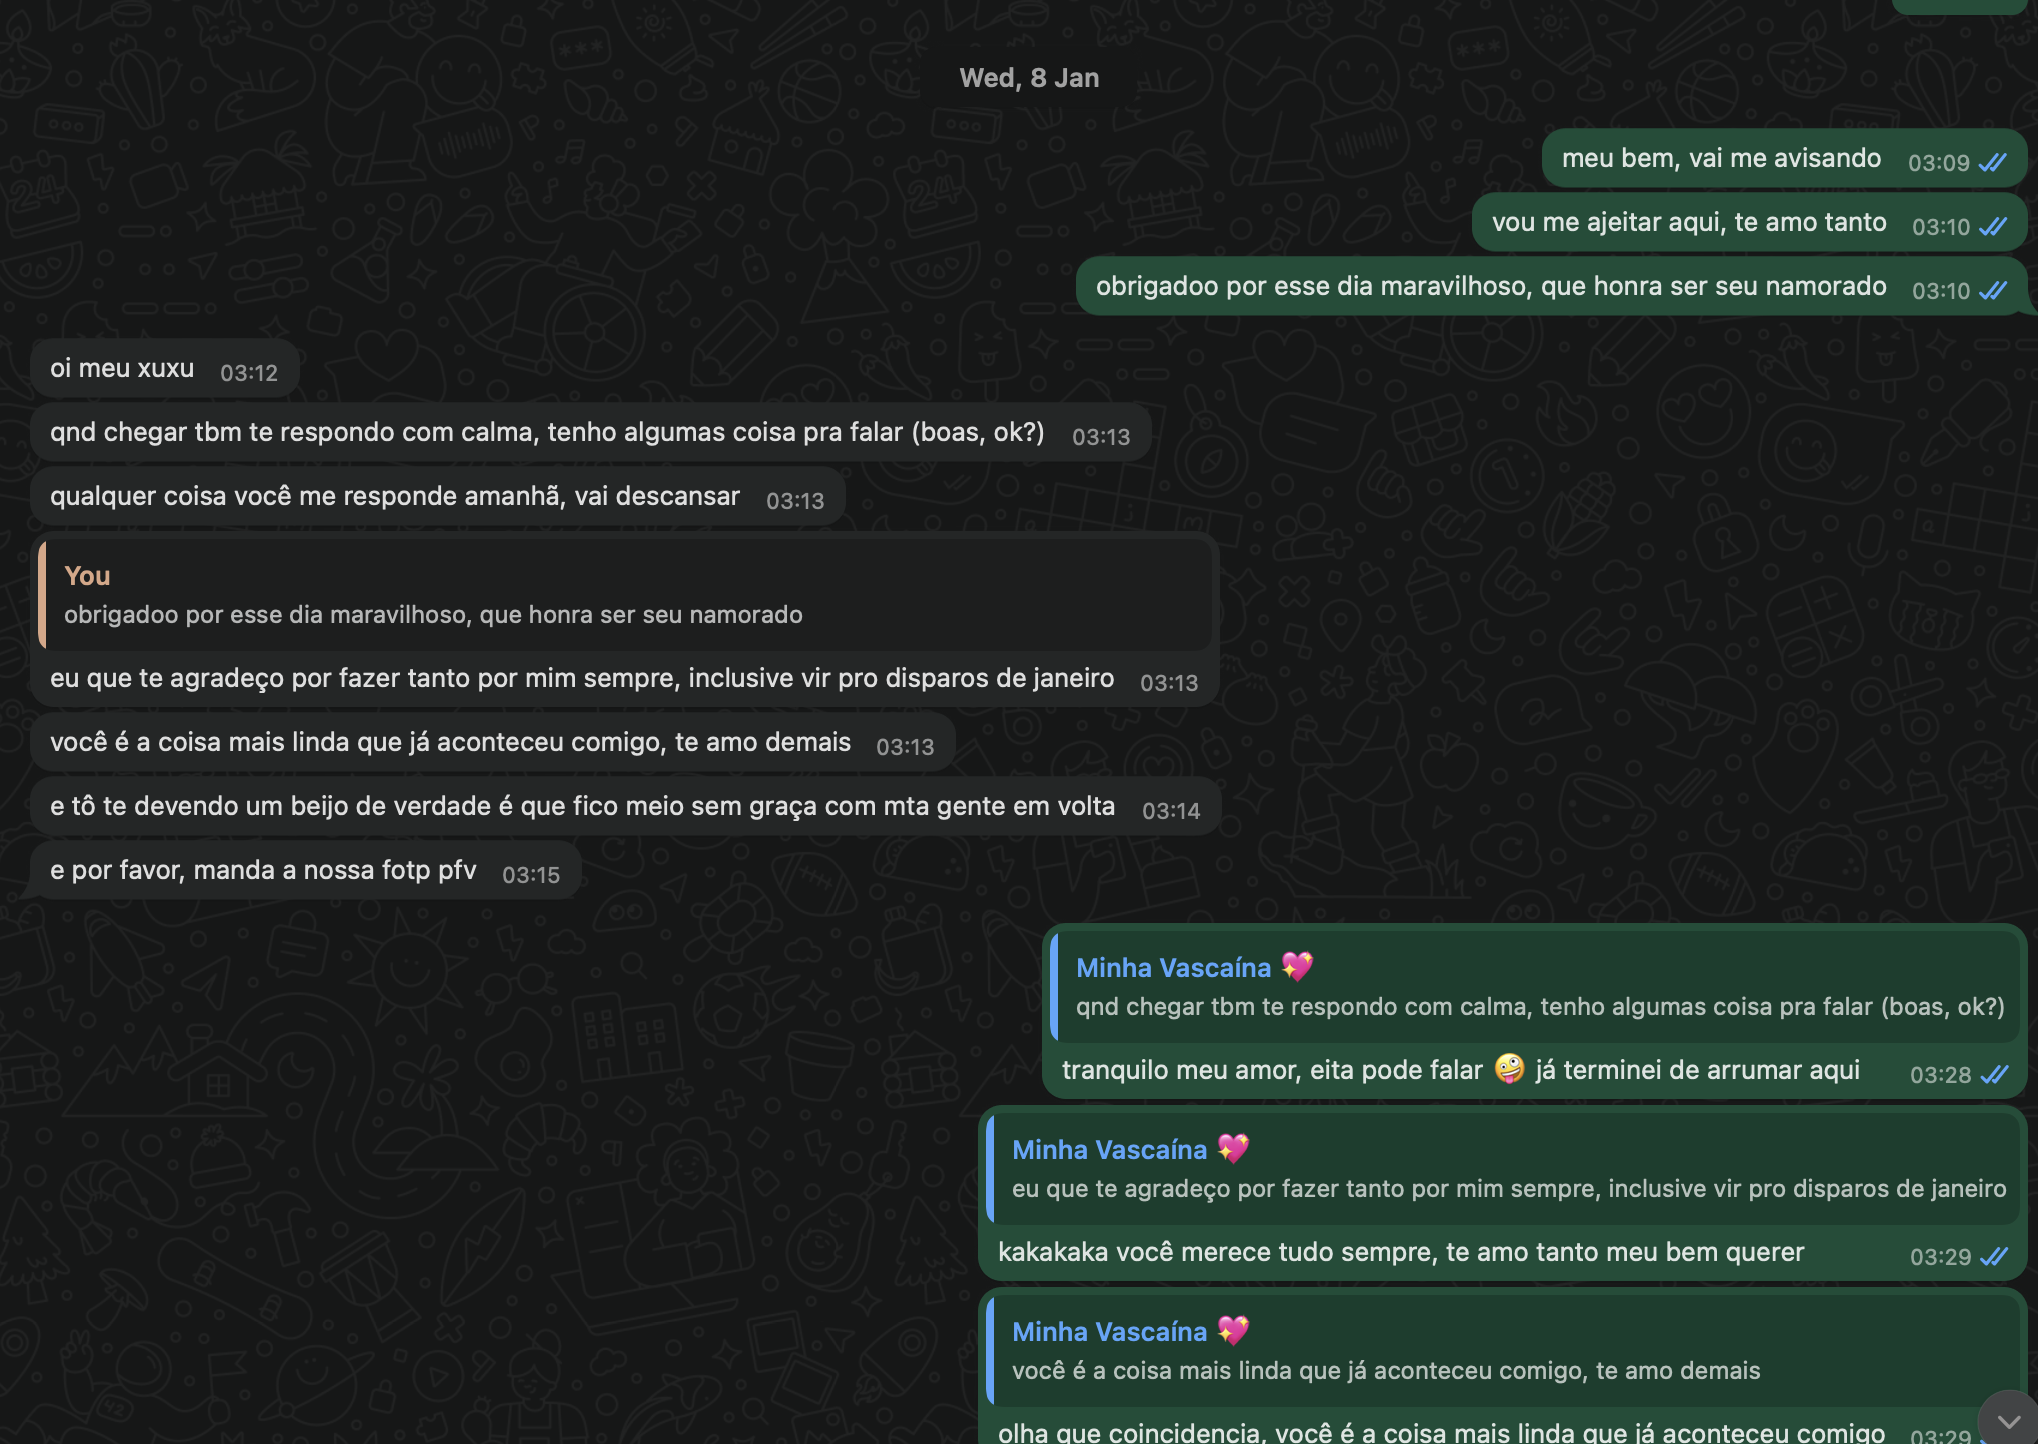 Wed, 8 Jan
meu bem, vai me avisando 03:09
vou me ajeitar aqui, te amo tanto 03:10
obrigadoo por esse dia maravilhoso, que honra ser seu namorado 03:10
oi meu xuxu 03:12
qnd chegar tbm te respondo com calma, tenho algumas coisa pra falar (boas, ok?) 03:13
qualquer coisa você me responde amanhã, vai descansar 03:13
You
obrigadoo por esse dia maravilhoso, que honra ser seu namorado
eu que te agradeço por fazer tanto por mim sempre, inclusive vir pro disparos de janeiro 03:13
você é a coisa mais linda que já aconteceu comigo, te amo demais 03:13
e tô te devendo um beijo de verdade é que fico meio sem graça com mta gente em volta 03:14
e por favor, manda a nossa fotp pfv 03:15
Minha Vascaína 💖
qnd chegar tbm te respondo com calma, tenho algumas coisa pra falar (boas, ok?)
tranquilo meu amor, eita pode falar 🤪 já terminei de arrumar aqui 03:28
Minha Vascaína 💖
eu que te agradeço por fazer tanto por mim sempre, inclusive vir pro disparos de janeiro
kakakaka você merece tudo sempre, te amo tanto meu bem querer 03:29
Minha Vascaína 💖
você é a coisa mais linda que já aconteceu comigo, te amo demais
olha que coincidencia, você é a coisa mais linda que já aconteceu comigo 03:29